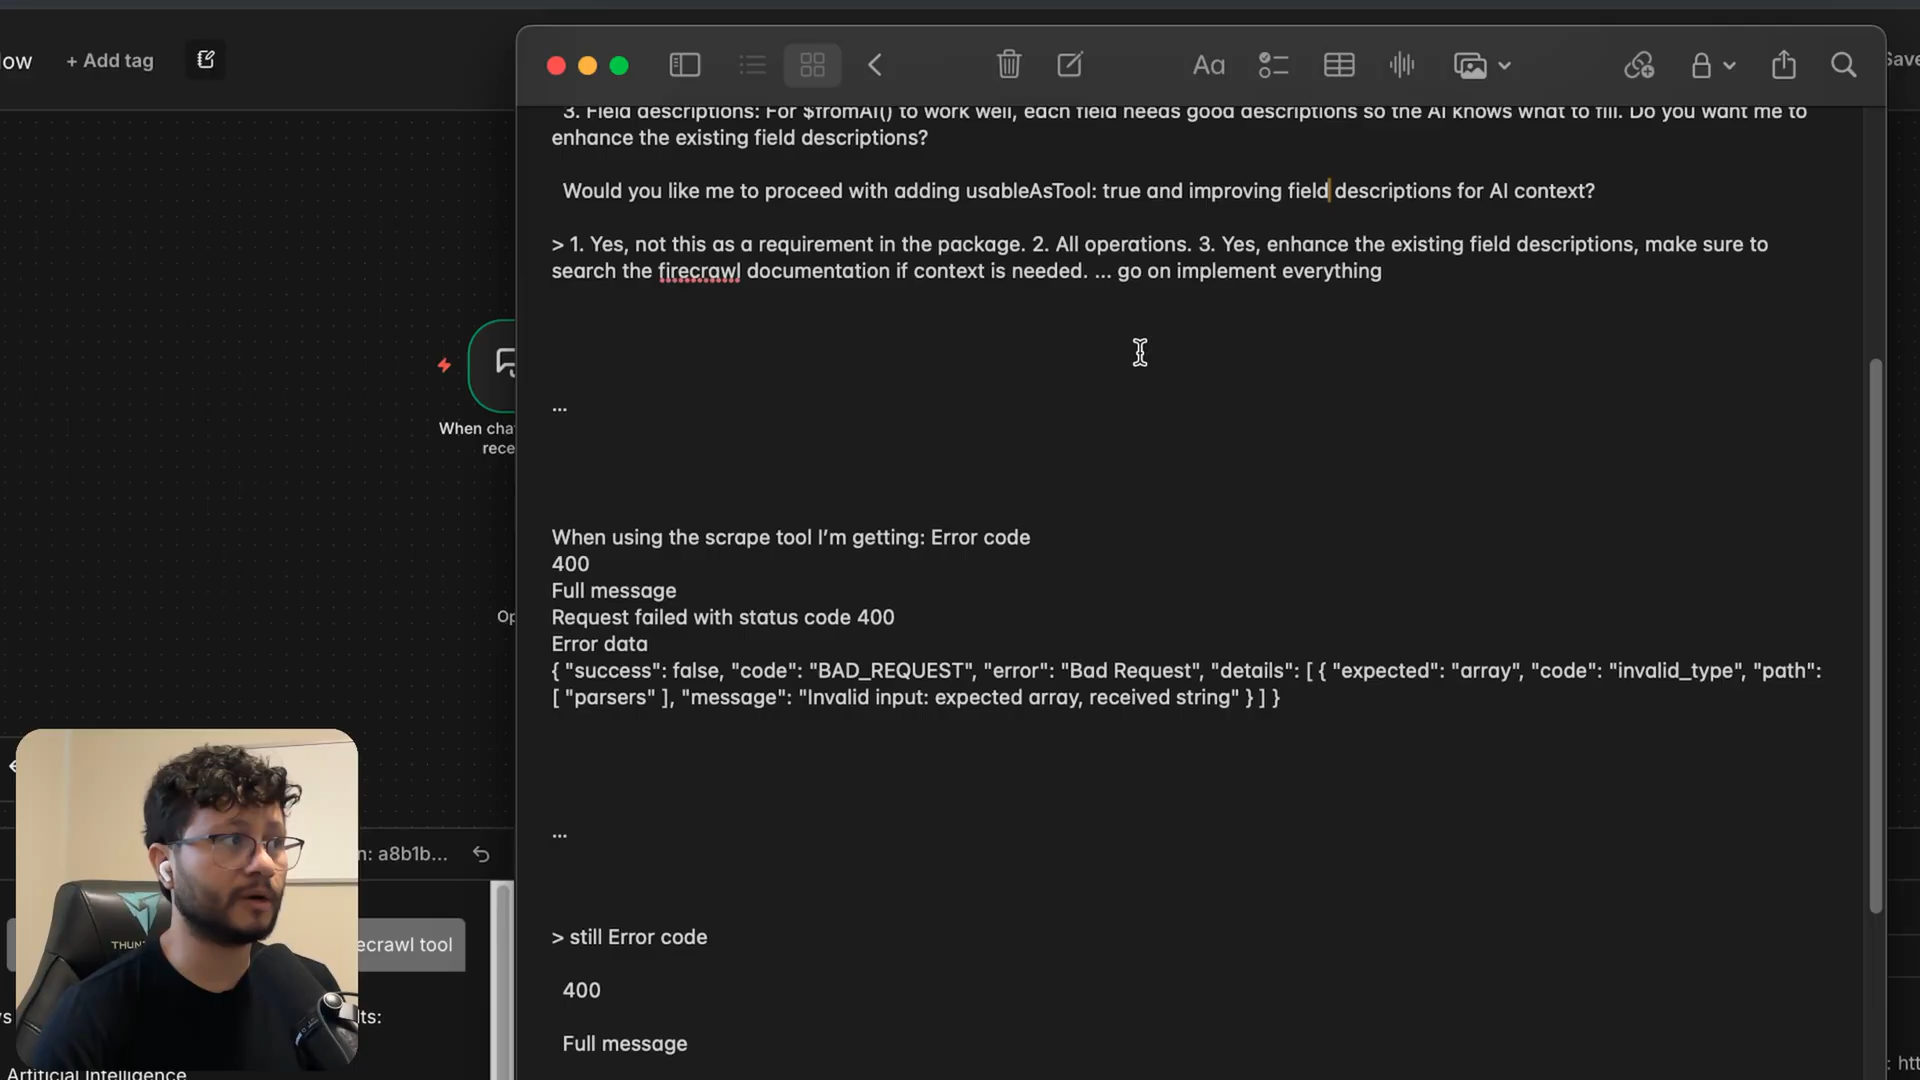 ow
+ Add tag
Save
3. Field descriptions: For $fromAI() to work well, each field needs good descriptions so the AI knows what to fill. Do you want me to
enhance the existing field descriptions?
Would you like me to proceed with adding usableAsTool: true and improving field descriptions for AI context?
> 1. Yes, not this as a requirement in the package. 2. All operations. 3. Yes, enhance the existing field descriptions, make sure to
search the firecrawl documentation if context is needed. ... go on implement everything
When cha
rece
...
When using the scrape tool I'm getting: Error code
400
Full message
Op
Request failed with status code 400
Error data
{ "success": false, "code": "BAD_REQUEST", "error": "Bad Request", "details": [ { "expected": "array", "code": "invalid_type", "path":
[ "parsers" ], "message": "Invalid input: expected array, received string" } ] }
...
n: a8b1b...
ecrawl tool
THUN
> still Error code
400
lts:
Full message
Artificial Intelligence
: htt